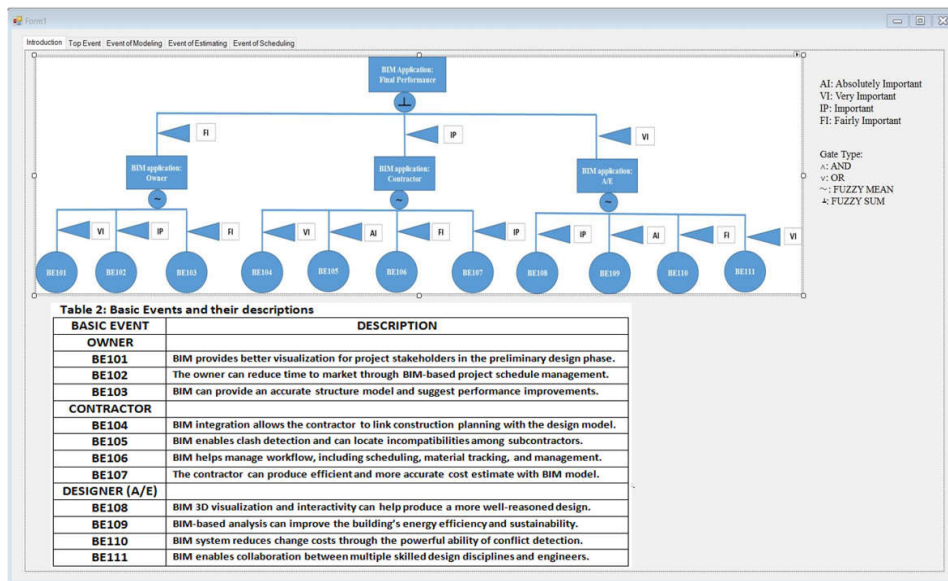 Form1
Introduction Top Event Event of Modeling Event of Estimating Event of Scheduling
BIM Application:
Final Performance
⊥
FI
IP
VI
BIM application:
Owner
BIM application:
Contractor
BIM application:
A/E
~ ~ ~
VI IP FI VI AI FI IP IP AI FI VI
BE101 BE102 BE103 BE104 BE105 BE106 BE107 BE108 BE109 BE110 BE111
AI: Absolutely Important
VI: Very Important
IP: Important
FI: Fairly Important
Gate Type:
∧: AND
∨: OR
~: FUZZY MEAN
⊥: FUZZY SUM
Table 2: Basic Events and their descriptions
BASIC EVENT DESCRIPTION
OWNER
BE101 BIM provides better visualization for project stakeholders in the preliminary design phase.
BE102 The owner can reduce time to market through BIM-based project schedule management.
BE103 BIM can provide an accurate structure model and suggest performance improvements.
CONTRACTOR
BE104 BIM integration allows the contractor to link construction planning with the design model.
BE105 BIM enables clash detection and can locate incompatibilities among subcontractors.
BE106 BIM helps manage workflow, including scheduling, material tracking, and management.
BE107 The contractor can produce efficient and more accurate cost estimate with BIM model.
DESIGNER (A/E)
BE108 BIM 3D visualization and interactivity can help produce a more well-reasoned design.
BE109 BIM-based analysis can improve the building's energy efficiency and sustainability.
BE110 BIM system reduces change costs through the powerful ability of conflict detection.
BE111 BIM enables collaboration between multiple skilled design disciplines and engineers.